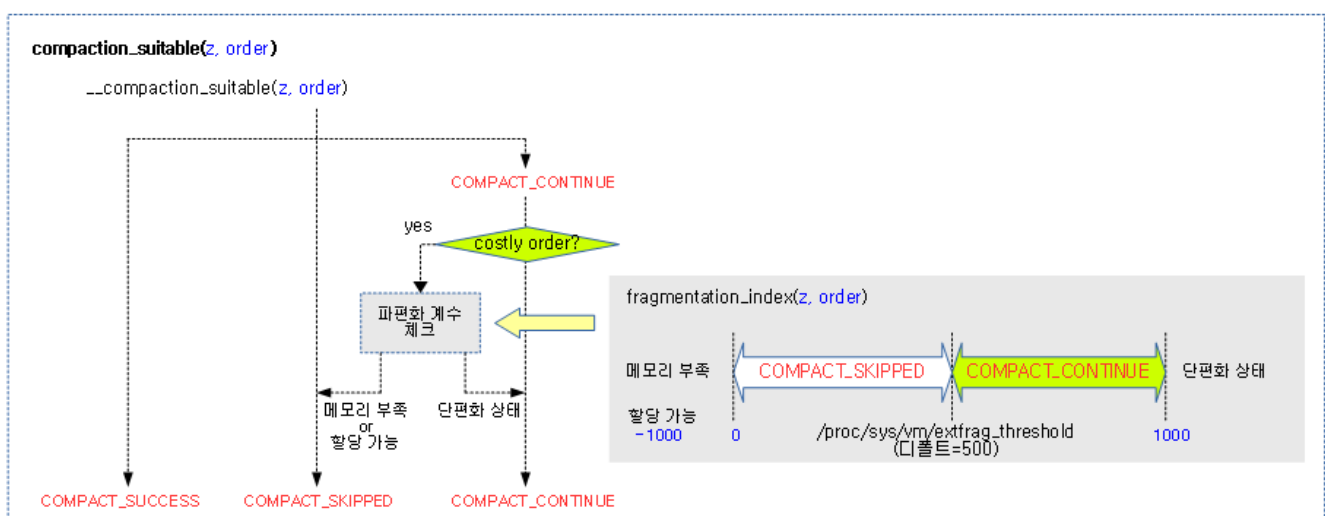 compaction_suitable(z, order)
__compaction_suitable(z, order)
COMPACT_CONTINUE
yes
costly order?
파편화 계수
체크
메모리 부족
or
할당 가능
단편화 상태
COMPACT_SUCCESS
COMPACT_SKIPPED
COMPACT_CONTINUE
fragmentation_index(z, order)
메모리 부족
COMPACT_SKIPPED
COMPACT_CONTINUE
단편화 상태
할당 가능
-1000
0
/proc/sys/vm/extfrag_threshold
(디폴트=500)
1000